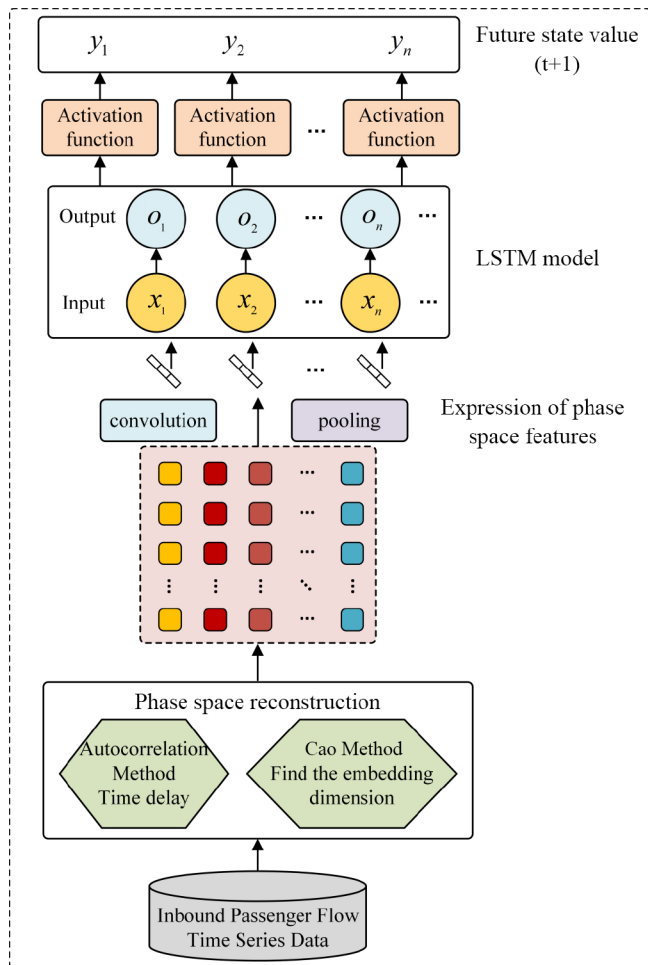 y1 y2 yn
Future state value
(t+1)
Activation
function
Activation
function
...
Activation
function
Output o1 o2 ... on ...
LSTM model
Input x1 x2 ... xn ...
...
convolution
pooling
Expression of phase
space features
Phase space reconstruction
Autocorrelation
Method
Time delay
Cao Method
Find the embedding
dimension
Inbound Passenger Flow
Time Series Data